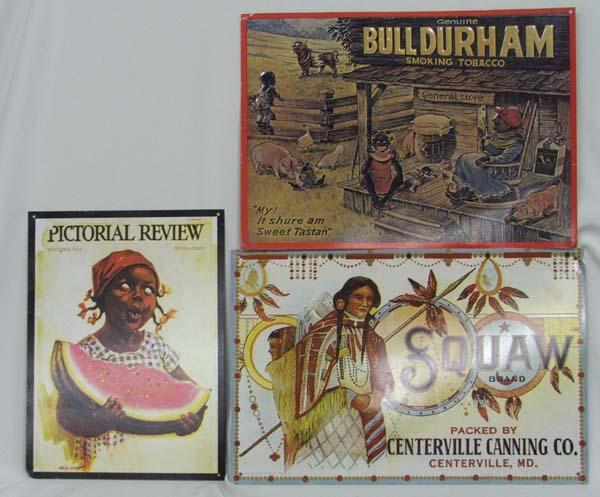 Genuine
BULL DURHAM
SMOKING TOBACCO
General Store
"My!
It shure am
Sweet Tastan"
PICTORIAL REVIEW
SQUAW
BRAND
PACKED BY
CENTERVILLE CANNING CO.
CENTERVILLE, MD.